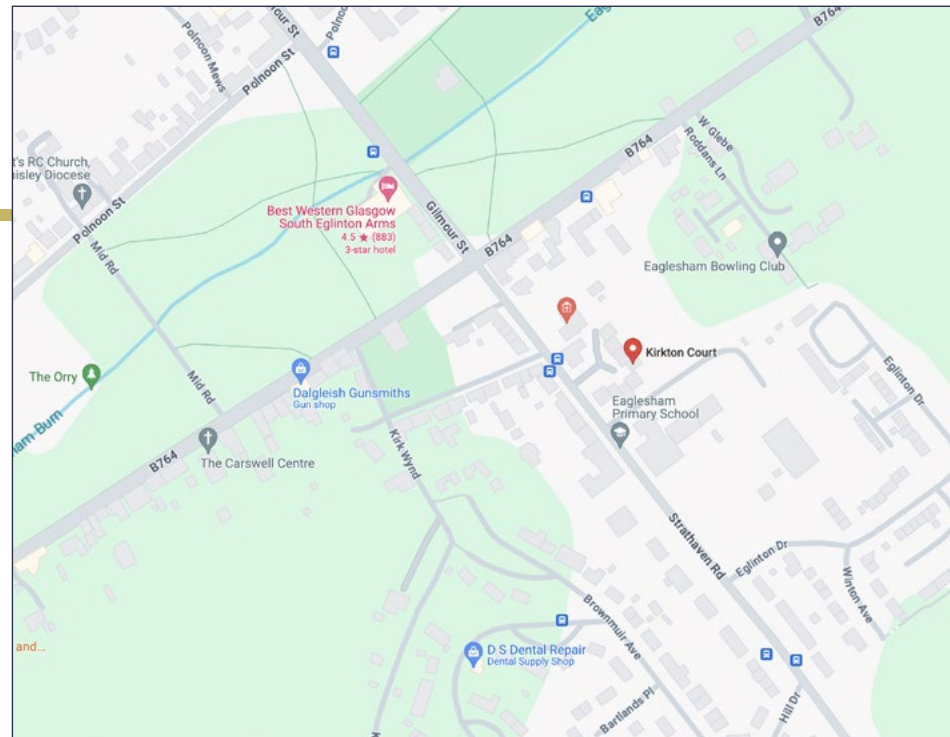 Gilmour St
Polnoon
Eag
B764
Polnoon Mews
Polnoon St
W Glebe
Roddans Ln
B764
t's RC Church,
aisley Diocese
Best Western Glasgow
South Eglinton Arms
4.5 ★ (883)
3-star hotel
Gilmour St
B764
Polnoon St
Mid Rd
Eaglesham Bowling Club
Kirkton Court
The Orry
Mid Rd
Dalgleish Gunsmiths
Gun shop
Eaglesham
Primary School
Eglinton Dr
ham Burn
B764
The Carswell Centre
Kirk Wynd
Strathaven Rd
Eglinton Dr
Winton Ave
Brownmuir Ave
and...
D S Dental Repair
Dental Supply Shop
Bartlands Pl
Hill Dr